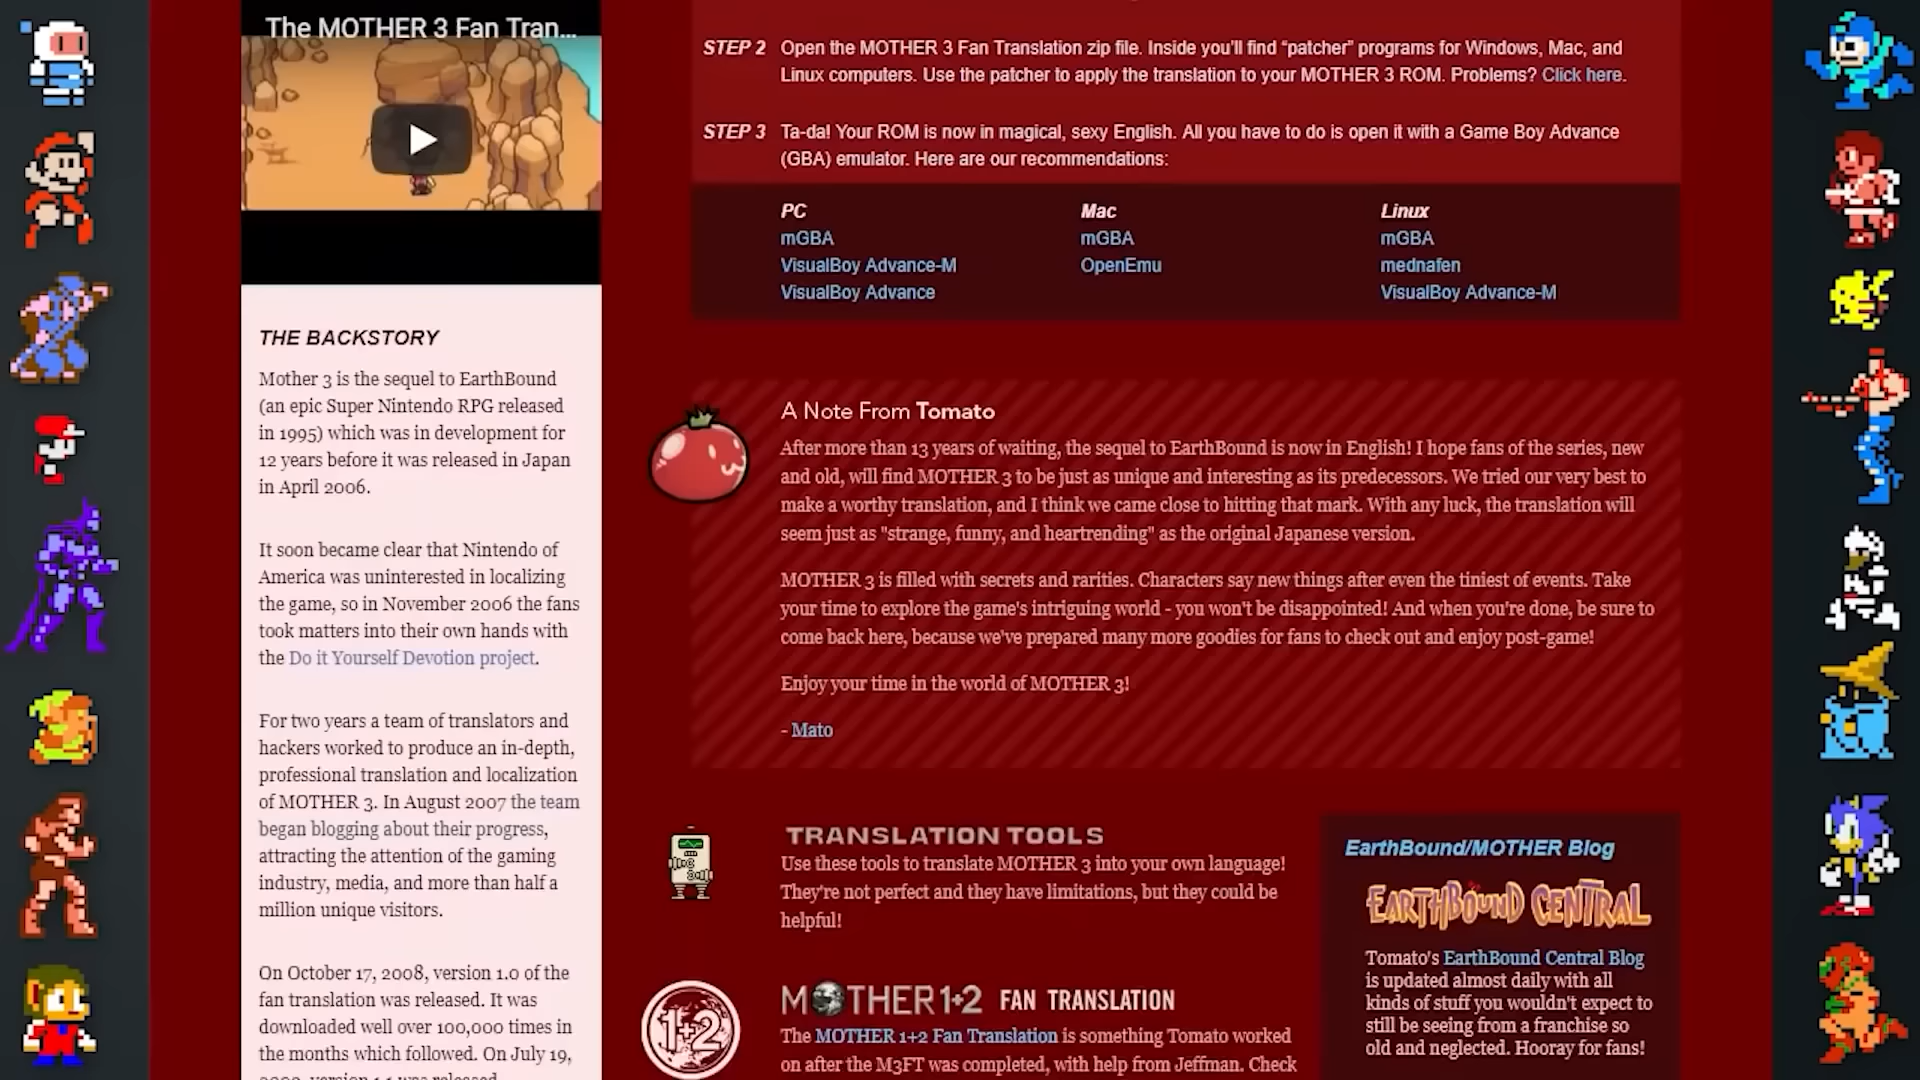 The MOTHER 3 Fan Tran...
THE BACKSTORY
Mother 3 is the sequel to EarthBound
(an epic Super Nintendo RPG released
in 1995) which was in development for
12 years before it was released in Japan
in April 2006.
It soon became clear that Nintendo of
America was uninterested in localizing
the game, so in November 2006 the fans
took matters into their own hands with
the Do it Yourself Devotion project.
For two years a team of translators and
hackers worked to produce an in-depth,
professional translation and localization
of MOTHER 3. In August 2007 the team
began blogging about their progress,
attracting the attention of the gaming
industry, media, and more than half a
million unique visitors.
On October 17, 2008, version 1.0 of the
fan translation was released. It was
downloaded well over 100,000 times in
the months which followed. On July 19,
STEP 2 Open the MOTHER 3 Fan Translation zip file. Inside you'll find “patcher” programs for Windows, Mac, and
Linux computers. Use the patcher to apply the translation to your MOTHER 3 ROM. Problems? Click here.
STEP 3 Ta-da! Your ROM is now in magical, sexy English. All you have to do is open it with a Game Boy Advance
(GBA) emulator. Here are our recommendations:
PC Mac Linux
mGBA mGBA mGBA
VisualBoy Advance-M OpenEmu mednafen
VisualBoy Advance VisualBoy Advance-M
A Note From Tomato
After more than 13 years of waiting, the sequel to EarthBound is now in English! I hope fans of the series, new
and old, will find MOTHER 3 to be just as unique and interesting as its predecessors. We tried our very best to
make a worthy translation, and I think we came close to hitting that mark. With any luck, the translation will
seem just as "strange, funny, and heartrending" as the original Japanese version.
MOTHER 3 is filled with secrets and rarities. Characters say new things after even the tiniest of events. Take
your time to explore the game's intriguing world - you won't be disappointed! And when you're done, be sure to
come back here, because we've prepared many more goodies for fans to check out and enjoy post-game!
Enjoy your time in the world of MOTHER 3!
- Mato
TRANSLATION TOOLS
Use these tools to translate MOTHER 3 into your own language!
They're not perfect and they have limitations, but they could be
helpful!
1+2
MOTHER 1+2 FAN TRANSLATION
The MOTHER 1+2 Fan Translation is something Tomato worked
on after the M3FT was completed, with help from Jeffman. Check
EarthBound/MOTHER Blog
EARTHBOUND CENTRAL
Tomato's EarthBound Central Blog
is updated almost daily with all
kinds of stuff you wouldn't expect to
still be seeing from a franchise so
old and neglected. Hooray for fans!